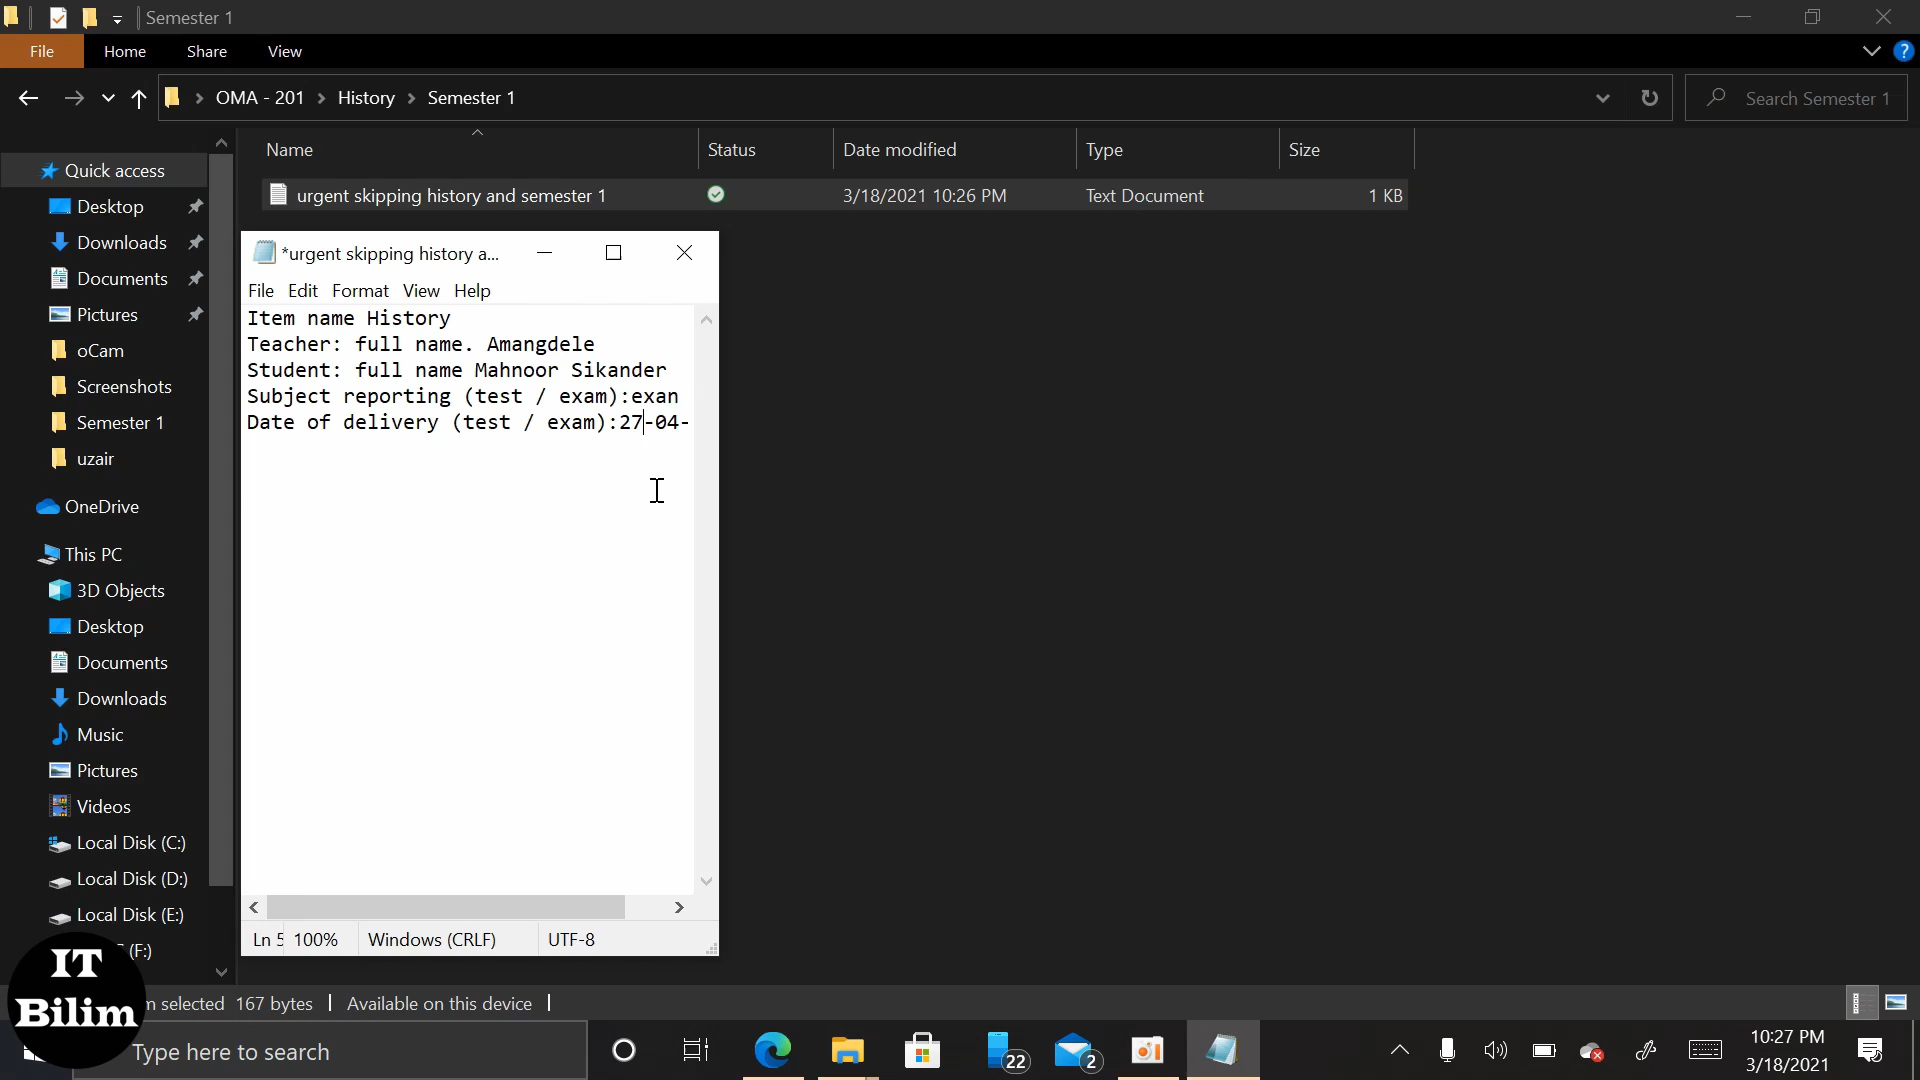 Semester 1
File Home Share View
OMA - 201 History Semester 1
Search Semester 1
Name Status Date modified Type Size
urgent skipping history and semester 1 3/18/2021 10:26 PM Text Document 1 KB
Quick access
Desktop
Downloads
Documents
Pictures
oCam
Screenshots
Semester 1
uzair
OneDrive
This PC
3D Objects
Desktop
Documents
Downloads
Music
Pictures
Videos
Local Disk (C:)
Local Disk (D:)
Local Disk (E:)
(F:)
*urgent skipping history a...
File Edit Format View Help
Item name History
Teacher: full name. Amangdele
Student: full name Mahnoor Sikander
Subject reporting (test / exam):exan
Date of delivery (test / exam):27-04-
Ln 5 100% Windows (CRLF) UTF-8
selected 167 bytes Available on this device
IT
Bilim
Type here to search
22
2
10:27 PM
3/18/2021